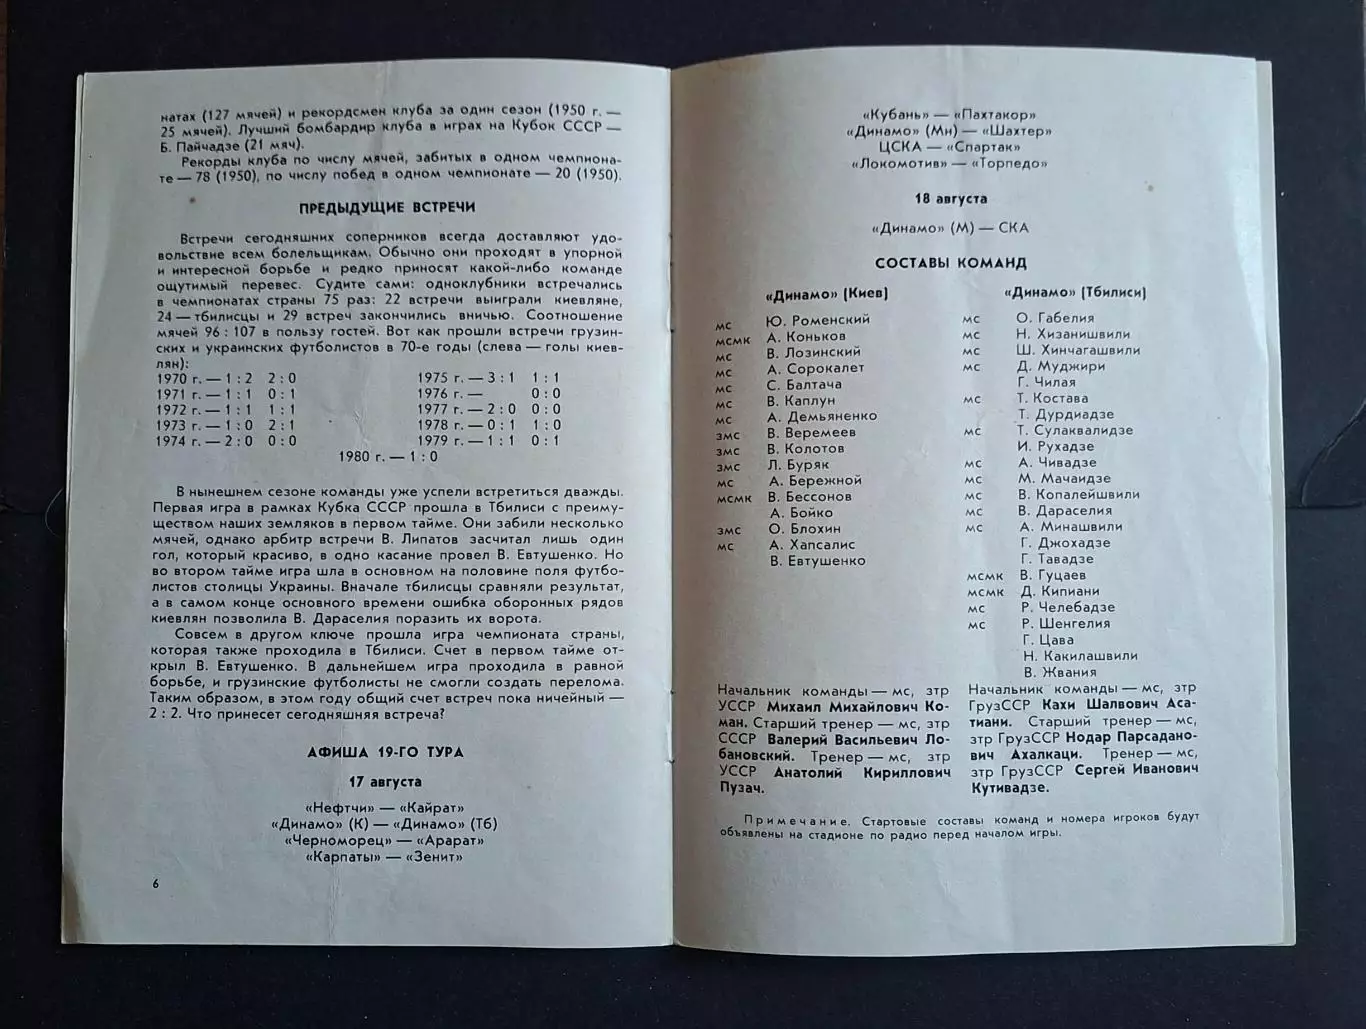 натах (127 мячей) и рекордсмен клуба за один сезон (1950 г. —
25 мячей). Лучший бомбардир клуба в играх на Кубок СССР —
Б. Пайчадзе (21 мяч).
Рекорды клуба по числу мячей, забитых в одном чемпиона-
те — 78 (1950), по числу побед в одном чемпионате — 20 (1950).
ПРЕДЫДУЩИЕ ВСТРЕЧИ
Встречи сегодняшних соперников всегда доставляют удо-
вольствие всем болельщикам. Обычно они проходят в упорной
и интересной борьбе и редко приносят какой-либо команде
ощутимый перевес. Судите сами: одноклубники встречались
в чемпионатах страны 75 раз: 22 встречи выиграли киевляне,
24 — тбилисцы и 29 встреч закончились вничью. Соотношение
мячей 96 : 107 в пользу гостей. Вот как прошли встречи грузин-
ских и украинских футболистов в 70-е годы (слева — голы киев-
лян):
1970 г. — 1 : 2 2 : 0
1971 г. — 1 : 1 0 : 1
1972 г. — 1 : 1 1 : 1
1973 г. — 1 : 0 2 : 1
1974 г. — 2 : 0 0 : 0
1975 г. — 3 : 1 1 : 1
1976 г. — 0 : 0
1977 г. — 2 : 0 0 : 0
1978 г. — 0 : 1 1 : 0
1979 г. — 1 : 1 0 : 1
1980 г. — 1 : 0
В нынешнем сезоне команды уже успели встретиться дважды.
Первая игра в рамках Кубка СССР прошла в Тбилиси с преиму-
ществом наших земляков в первом тайме. Они забили несколько
мячей, однако арбитр встречи В. Липатов засчитал лишь один
гол, который красиво, в одно касание провел В. Евтушенко. Но
во втором тайме игра шла в основном на половине поля футбо-
листов столицы Украины. Вначале тбилисцы сравняли результат,
а в самом конце основного времени ошибка оборонных рядов
киевлян позволила В. Дараселия поразить их ворота.
Совсем в другом ключе прошла игра чемпионата страны,
которая также проходила в Тбилиси. Счет в первом тайме от-
крыл В. Евтушенко. В дальнейшем игра проходила в равной
борьбе, и грузинские футболисты не смогли создать перелома.
Таким образом, в этом году общий счет встреч пока ничейный —
2 : 2. Что принесет сегодняшняя встреча?
АФИША 19-ГО ТУРА
17 августа
«Нефтчи» — «Кайрат»
«Динамо» (К) — «Динамо» (Тб)
«Черноморец» — «Арарат»
«Карпаты» — «Зенит»
6
«Кубань» — «Пахтакор»
«Динамо» (Мн) — «Шахтер»
ЦСКА — «Спартак»
«Локомотив» — «Торпедо»
18 августа
«Динамо» (М) — СКА
СОСТАВЫ КОМАНД
«Динамо» (Киев)
мс Ю. Роменский
мсмк А. Коньков
мс В. Лозинский
мс А. Сорокалет
мс С. Балтача
мс В. Каплун
мс А. Демьяненко
змс В. Веремеев
змс В. Колотов
змс Л. Буряк
мс А. Бережной
мсмк В. Бессонов
А. Бойко
змс О. Блохин
мс А. Хапсалис
В. Евтушенко
Начальник команды — мс, зтр
УССР Михаил Михайлович Ко-
ман. Старший тренер — мс, зтр
СССР Валерий Васильевич Ло-
бановский. Тренер — мс, зтр
УССР Анатолий Кириллович
Пузач.
«Динамо» (Тбилиси)
мс О. Габелия
мс Н. Хизанишвили
мс Ш. Хинчагашвили
мс Д. Муджири
Г. Чилая
мс Т. Костава
Т. Дурдиадзе
мс Т. Сулаквалидзе
И. Рухадзе
мс А. Чивадзе
мс М. Мачаидзе
мс В. Копалейшвили
мс В. Дараселия
мс А. Минашвили
Г. Джохадзе
Г. Тавадзе
мсмк В. Гуцаев
мсмк Д. Кипиани
мс Р. Челебадзе
мс Р. Шенгелия
Г. Цава
Н. Какилашвили
В. Жвания
Начальник команды — мс, зтр
ГрузССР Кахи Шалвович Аса-
тиани. Старший тренер — мс,
зтр ГрузССР Нодар Парсадано-
вич Ахалкаци. Тренер — мс,
зтр ГрузССР Сергей Иванович
Кутивадзе.
Примечание. Стартовые составы команд и номера игроков будут
объявлены на стадионе по радио перед началом игры.